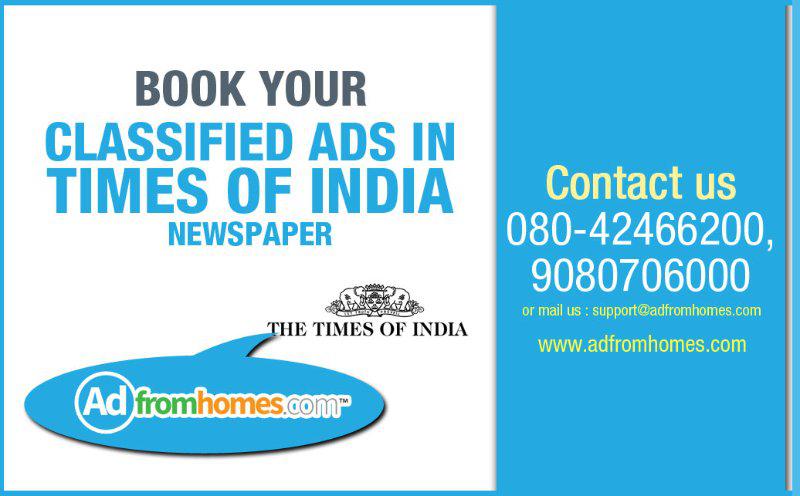 BOOK YOUR
CLASSIFIED ADS IN
TIMES OF INDIA
NEWSPAPER
THE TIMES OF INDIA
Adfromhomes.com™
Contact us
080-42466200,
9080706000
or mail us : support@adfromhomes.com
www.adfromhomes.com